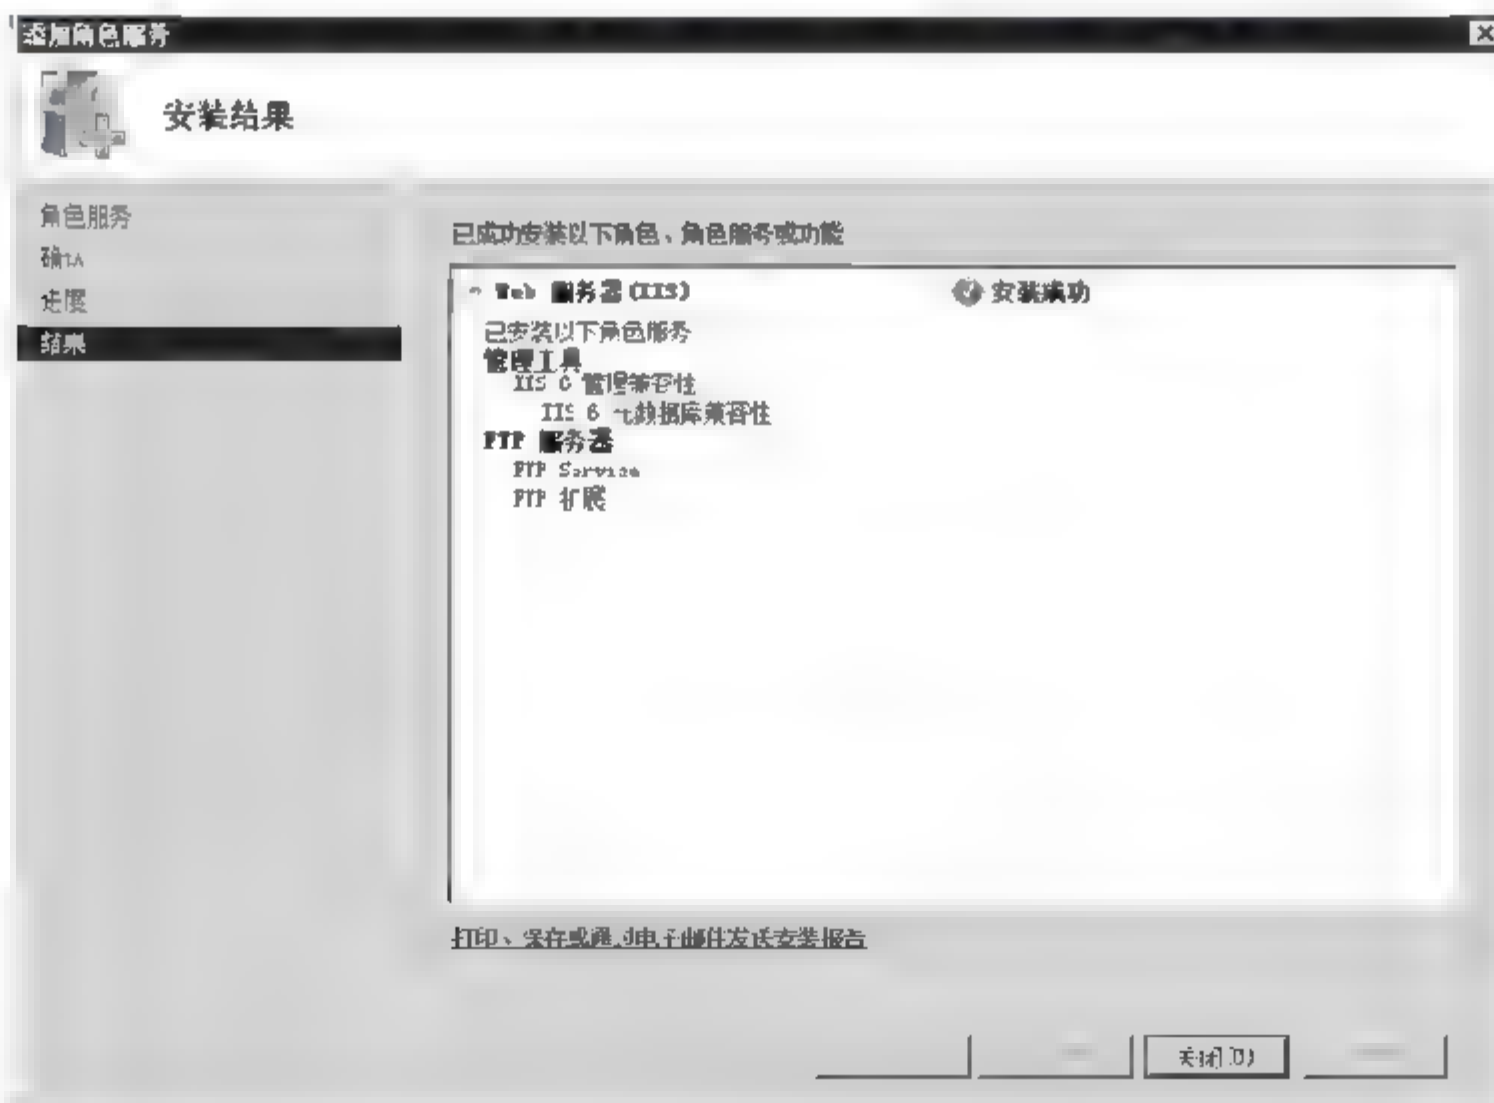 添加角色服务
安装结果
角色服务
确认
进度
结果
已成功安装以下角色、角色服务或功能
Web 服务器(IIS)
安装成功
已安装以下角色服务
管理工具
IIS 6 管理兼容性
IIS 6 元数据库兼容性
FTP 服务器
FTP Service
FTP 扩展
打印、保存或通过电子邮件发送安装报告
关闭(O)